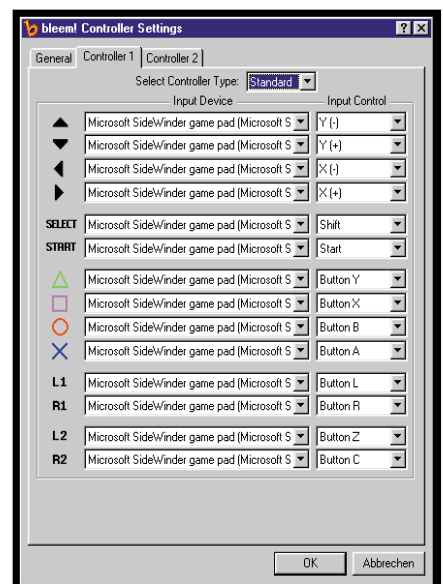 bleem! Controller Settings
General Controller 1 Controller 2
Select Controller Type: Standard
Input Device Input Control
Microsoft SideWinder game pad (Microsoft S Y (-)
Microsoft SideWinder game pad (Microsoft S Y (+)
Microsoft SideWinder game pad (Microsoft S X (-)
Microsoft SideWinder game pad (Microsoft S X (+)
SELECT Microsoft SideWinder game pad (Microsoft S Shift
START Microsoft SideWinder game pad (Microsoft S Start
Microsoft SideWinder game pad (Microsoft S Button Y
Microsoft SideWinder game pad (Microsoft S Button X
Microsoft SideWinder game pad (Microsoft S Button B
Microsoft SideWinder game pad (Microsoft S Button A
L1 Microsoft SideWinder game pad (Microsoft S Button L
R1 Microsoft SideWinder game pad (Microsoft S Button R
L2 Microsoft SideWinder game pad (Microsoft S Button Z
R2 Microsoft SideWinder game pad (Microsoft S Button C
OK Abbrechen